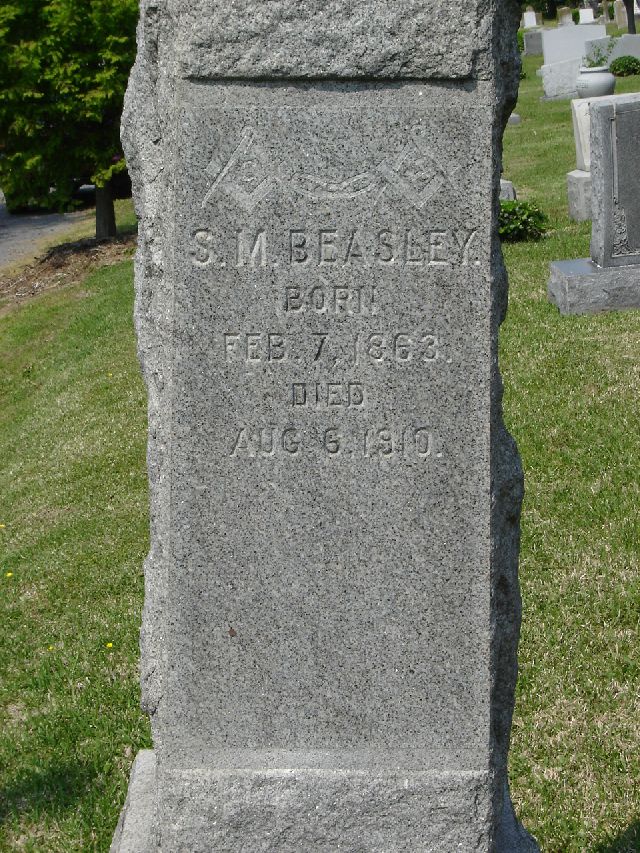 S. M. BEASLEY.
BORN
FEB. 7, 1863.
DIED
AUG. 6. 1910.